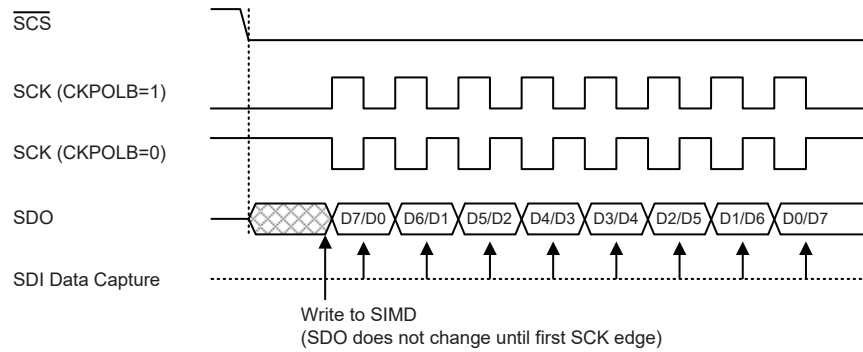 SCS
SCK (CKPOLB=1)
SCK (CKPOLB=0)
SDO
D7/D0 D6/D1 D5/D2 D4/D3 D3/D4 D2/D5 D1/D6 D0/D7
SDI Data Capture
Write to SIMD
(SDO does not change until first SCK edge)